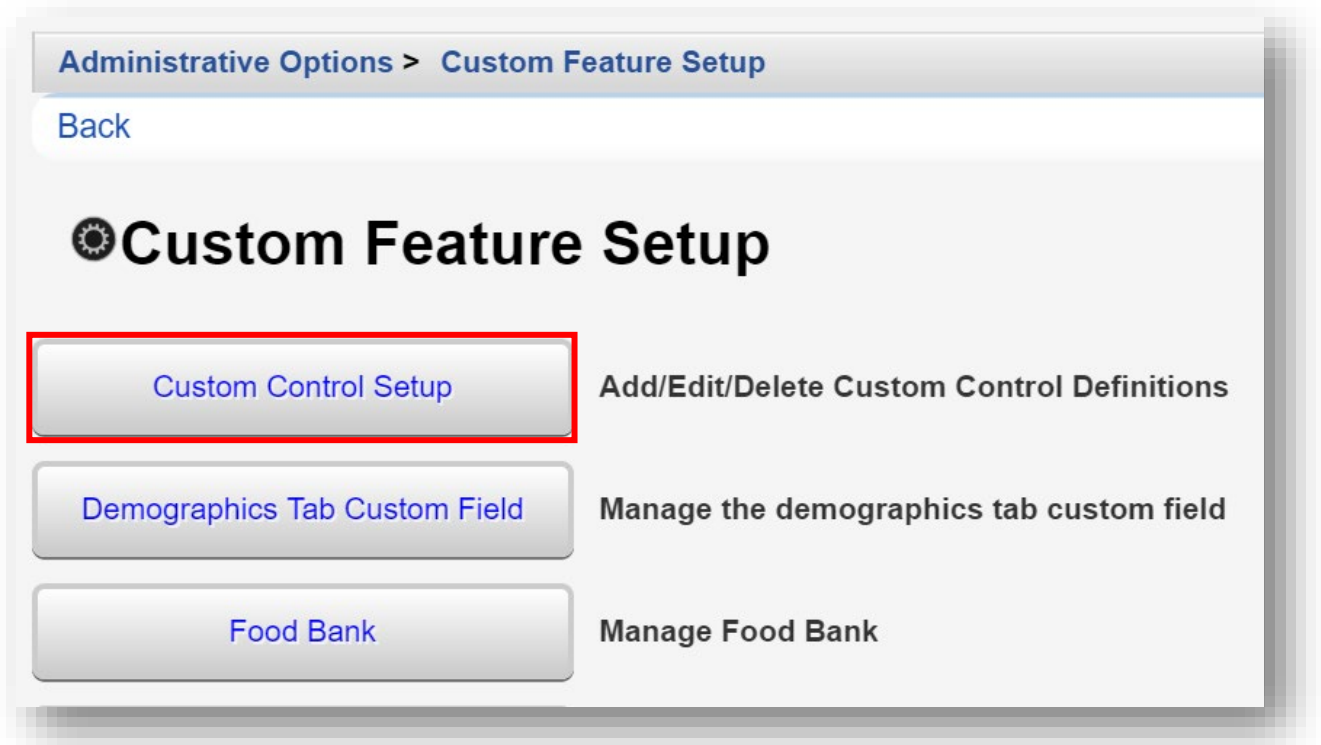 Administrative Options > Custom Feature Setup
Back
Custom Feature Setup
Custom Control Setup Add/Edit/Delete Custom Control Definitions
Demographics Tab Custom Field Manage the demographics tab custom field
Food Bank Manage Food Bank